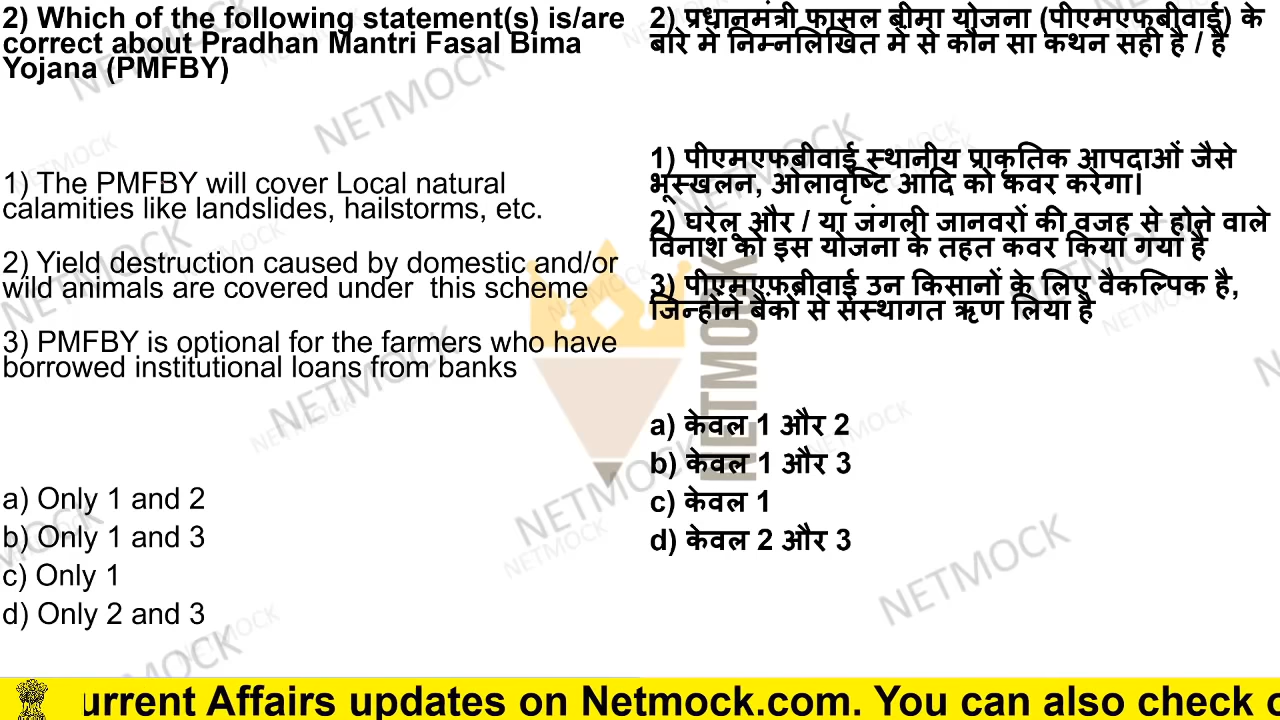 2) Which of the following statement(s) is/are
correct about Pradhan Mantri Fasal Bima
Yojana (PMFBY)
1) The PMFBY will cover Local natural
calamities like landslides, hailstorms, etc.
2) Yield destruction caused by domestic and/or
wild animals are covered under this scheme
3) PMFBY is optional for the farmers who have
borrowed institutional loans from banks
a) Only 1 and 2
b) Only 1 and 3
c) Only 1
d) Only 2 and 3
2) प्रधानमंत्री फासल बीमा योजना (पीएमएफबीवाई) के
बारे में निम्नलिखित में से कौन सा कथन सही है / हैं
1) पीएमएफबीवाई स्थानीय प्राकृतिक आपदाओं जैसे
भूस्खलन, ओलावृष्टि आदि को कवर करेगा।
2) घरेलू और / या जंगली जानवरों की वजह से होने वाले
विनाश को इस योजना के तहत कवर किया गया है
3) पीएमएफबीवाई उन किसानों के लिए वैकल्पिक है,
जिन्होंने बैंकों से संस्थागत ऋण लिया है
a) केवल 1 और 2
b) केवल 1 और 3
c) केवल 1
d) केवल 2 और 3
NETMOCK
urrent Affairs updates on Netmock.com. You can also check